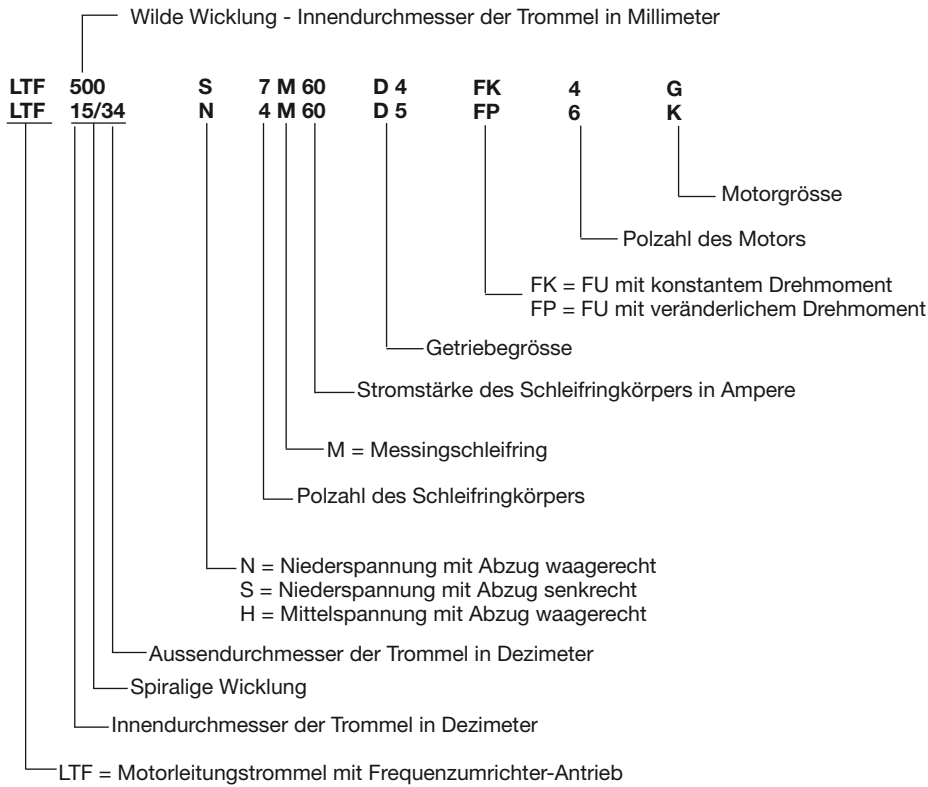 Wilde Wicklung - Innendurchmesser der Trommel in Millimeter
LTF 500 S 7 M 60 D 4 FK 4 G
LTF 15/34 N 4 M 60 D 5 FP 6 K
Motorgrösse
Polzahl des Motors
FK = FU mit konstantem Drehmoment
FP = FU mit veränderlichem Drehmoment
Getriebegrösse
Stromstärke des Schleifringkörpers in Ampere
M = Messingschleifring
Polzahl des Schleifringkörpers
N = Niederspannung mit Abzug waagerecht
S = Niederspannung mit Abzug senkrecht
H = Mittelspannung mit Abzug waagerecht
Aussendurchmesser der Trommel in Dezimeter
Spiralige Wicklung
Innendurchmesser der Trommel in Dezimeter
LTF = Motorleitungstrommel mit Frequenzumrichter-Antrieb